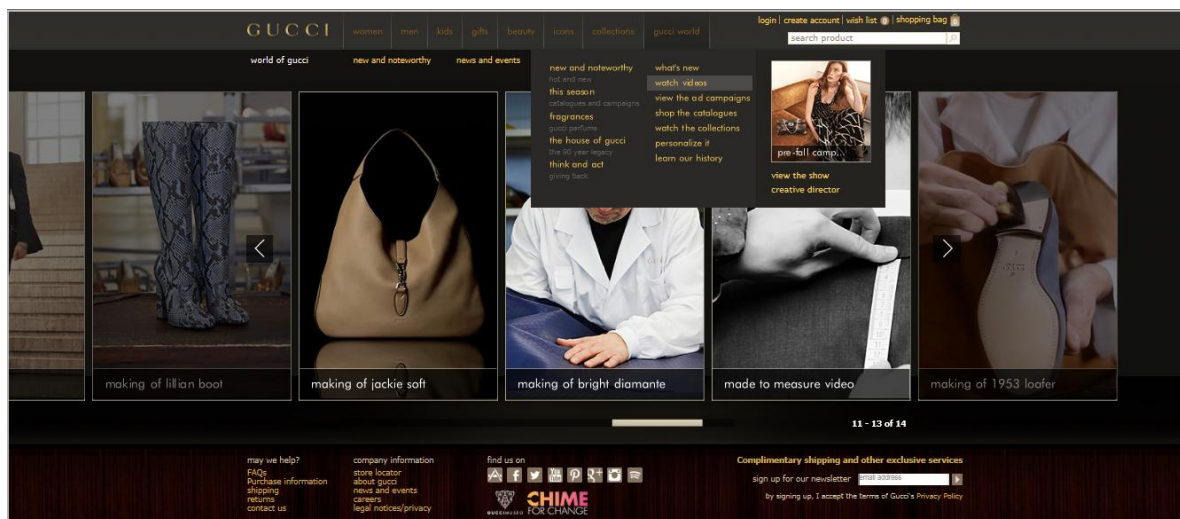 login | create account | wish list 0 | shopping bag 0
GUCCI
women men kids gifts beauty icons collections gucci world
search product
world of gucci new and noteworthy news and events
new and noteworthy
hot and new
this season
catalogues and campaigns
fragrances
gucci perfume
the house of gucci
the 90 year legacy
think and act
giving back
what's new
watch videos
view the ad campaigns
shop the catalogues
watch the collections
personalize it
learn our history
pre-fall camp...
view the show
creative director
making of lillian boot
making of jackie soft
making of bright diamante
made to measure video
making of 1953 loafer
11 - 13 of 14
may we help?
FAQs
Purchase information
shipping
returns
contact us
company information
store locator
about gucci
news and events
careers
legal notices/privacy
find us on
You
Tube
GUCCIMUSEO
CHIME
FOR CHANGE
Complimentary shipping and other exclusive services
sign up for our newsletter email address
by signing up, I accept the terms of Gucci's Privacy Policy